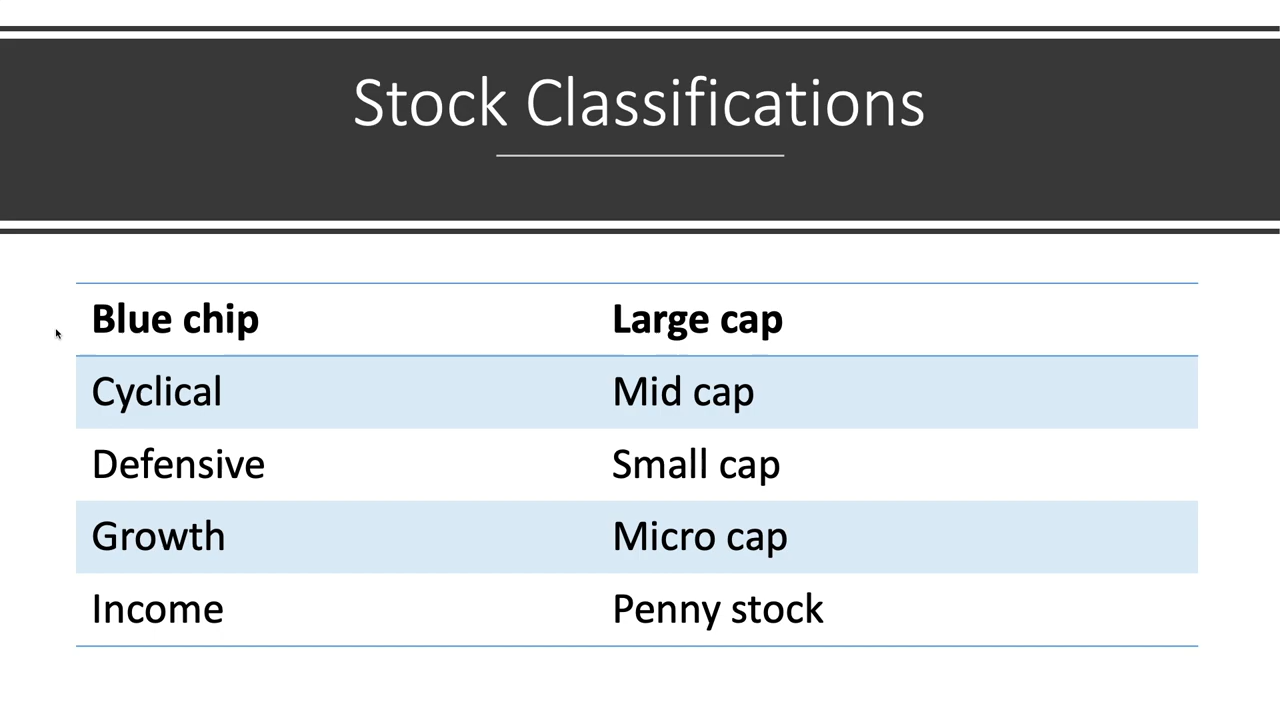 Stock Classifications
Blue chip Large cap
Cyclical Mid cap
Defensive Small cap
Growth Micro cap
Income Penny stock